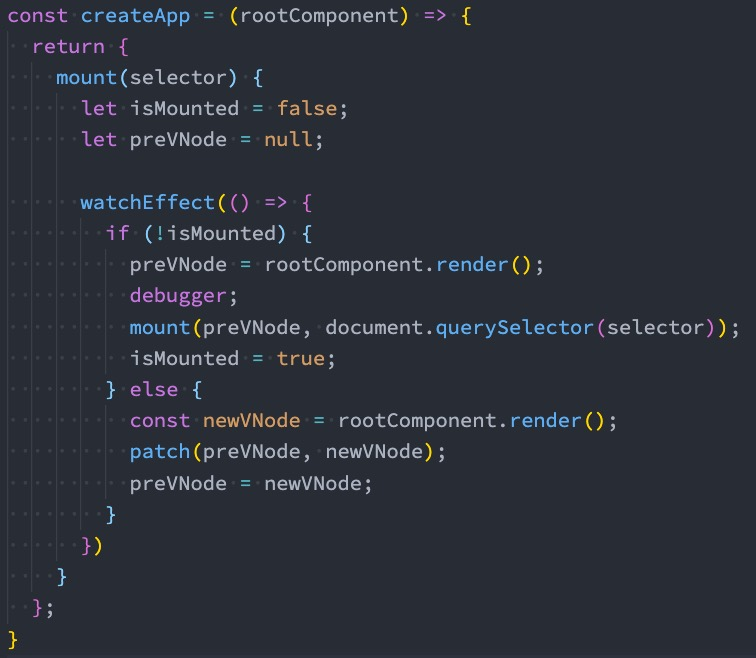 const createApp = (rootComponent) => {
  return {
    mount(selector) {
      let isMounted = false;
      let preVNode = null;

      watchEffect(() => {
        if (!isMounted) {
          preVNode = rootComponent.render();
          debugger;
          mount(preVNode, document.querySelector(selector));
          isMounted = true;
        } else {
          const newVNode = rootComponent.render();
          patch(preVNode, newVNode);
          preVNode = newVNode;
        }
      })
    }
  };
}